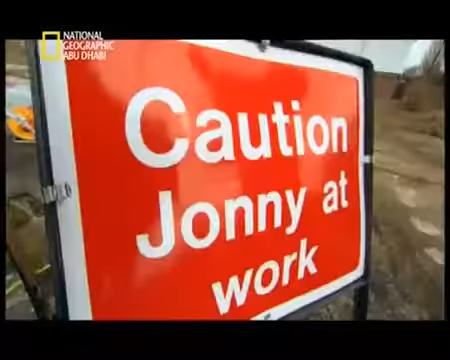 NATIONAL
GEOGRAPHIC
ABU DHABI
Caution
Jonny at
work